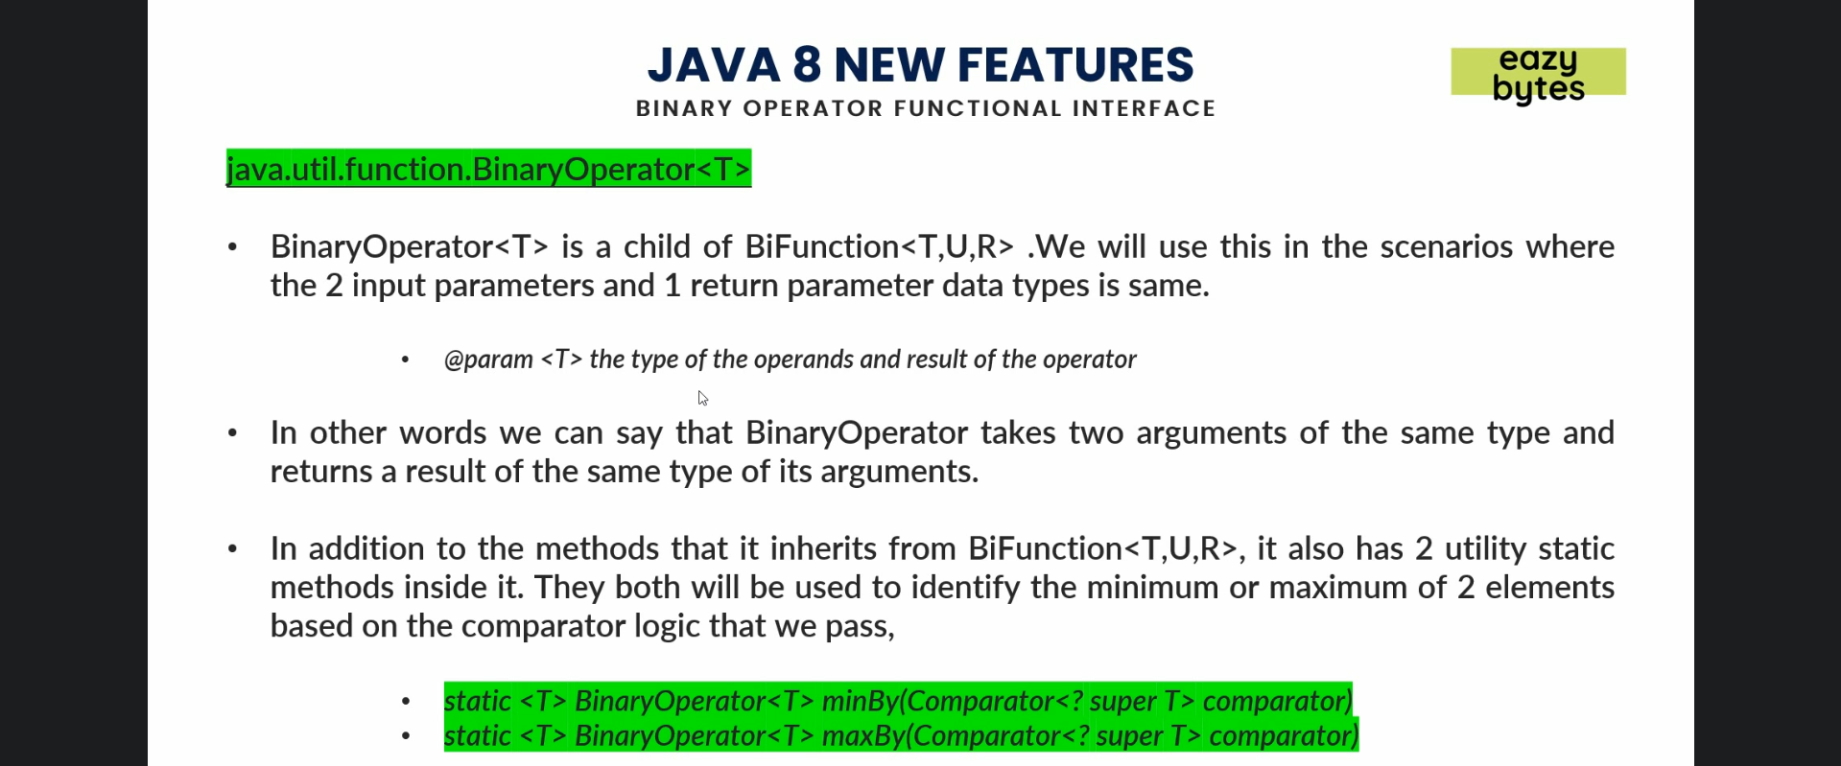 JAVA 8 NEW FEATURES
BINARY OPERATOR FUNCTIONAL INTERFACE
eazy
bytes
java.util.function.BinaryOperator<T>
• BinaryOperator<T> is a child of BiFunction<T,U,R> .We will use this in the scenarios where
the 2 input parameters and 1 return parameter data types is same.
• @param <T> the type of the operands and result of the operator
• In other words we can say that BinaryOperator takes two arguments of the same type and
returns a result of the same type of its arguments.
• In addition to the methods that it inherits from BiFunction<T,U,R>, it also has 2 utility static
methods inside it. They both will be used to identify the minimum or maximum of 2 elements
based on the comparator logic that we pass,
• static <T> BinaryOperator<T> minBy(Comparator<? super T> comparator)
• static <T> BinaryOperator<T> maxBy(Comparator<? super T> comparator)